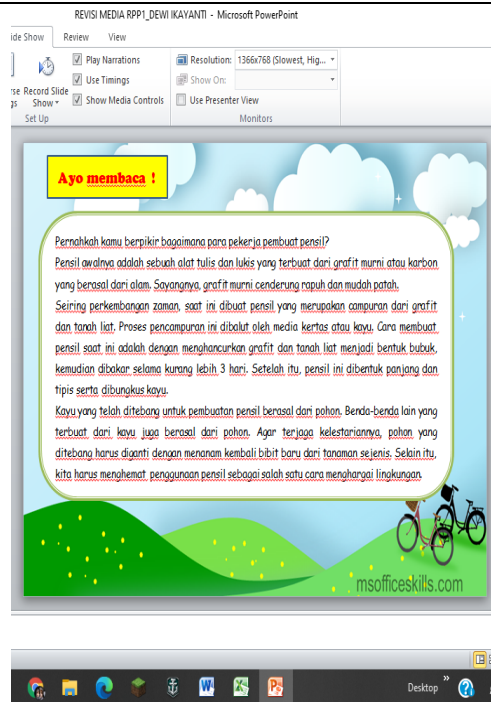 REVISI MEDIA RPP1_DEWI IKAYANTI - Microsoft PowerPoint
ide Show Review View
Play Narrations Resolution: 1366x768 (Slowest, Hig...
Use Timings Show On:
rse Record Slide
gs Show Show Media Controls Use Presenter View
Set Up Monitors
Ayo membaca !
Pernahkah kamu berpikir bagaimana para pekerja pembuat pensil?
Pensil awalnya adalah sebuah alat tulis dan lukis yang terbuat dari grafit murni atau karbon
yang berasal dari alam. Sayangnya, grafit murni cenderung rapuh dan mudah patah.
Seiring perkembangan zaman, saat ini dibuat pensil yang merupakan campuran dari grafit
dan tanah liat. Proses pencampuran ini dibalut oleh media kertas atau kayu. Cara membuat
pensil saat ini adalah dengan menghancurkan grafit dan tanah liat menjadi bentuk bubuk,
kemudian dibakar selama kurang lebih 3 hari. Setelah itu, pensil ini dibentuk panjang dan
tipis serta dibungkus kayu.
Kayu yang telah ditebang untuk pembuatan pensil berasal dari pohon. Benda-benda lain yang
terbuat dari kayu juga berasal dari pohon. Agar terjaga kelestariannya, pohon yang
ditebang harus diganti dengan menanam kembali bibit baru dari tanaman sejenis. Selain itu,
kita harus menghemat penggunaan pensil sebagai salah satu cara menghargai lingkungan.
msofficeskills.com
Desktop